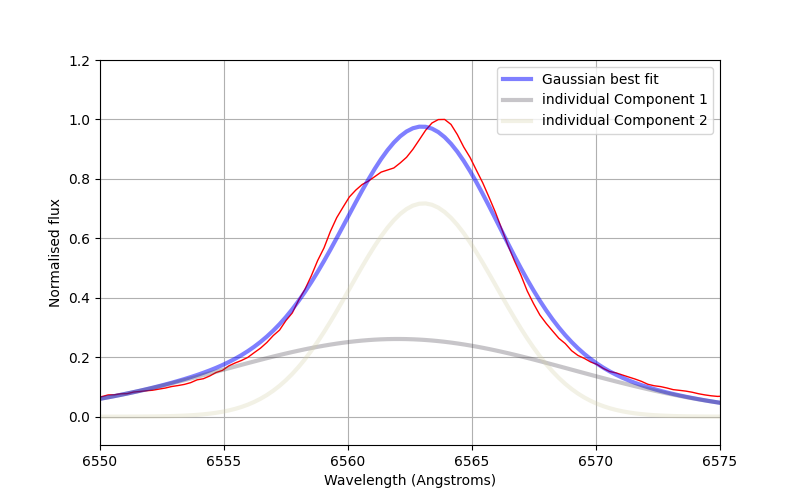 1.2
1.0
0.8
0.6
0.4
0.2
0.0
Normalised flux
Gaussian best fit
individual Component 1
individual Component 2
6550 6555 6560 6565 6570 6575
Wavelength (Angstroms)